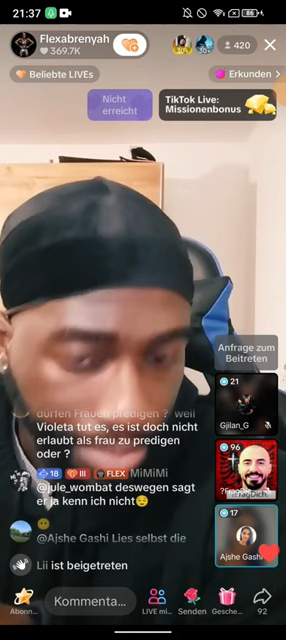 21:37
86
Flexabrenyah
369.7K
420
Beliebte LIVEs
Erkunden >
Nicht
erreicht
TikTok Live:
Missionenbonus
Anfrage zum
Beitreten
21
Gjilan_G
96
17
Ajshe Gashi
dürfen Frauen predigen ? weil
Violeta tut es, es ist doch nicht
erlaubt als frau zu predigen
oder ?
18 III FLEX MiMiMi
@jule_wombat deswegen sagt
er ja kenn ich nicht
@Ajshe Gashi Lies selbst die
Lii ist beigetreten
Abonn...
Kommenta...
LIVE mi...
Senden
Gesche...
92